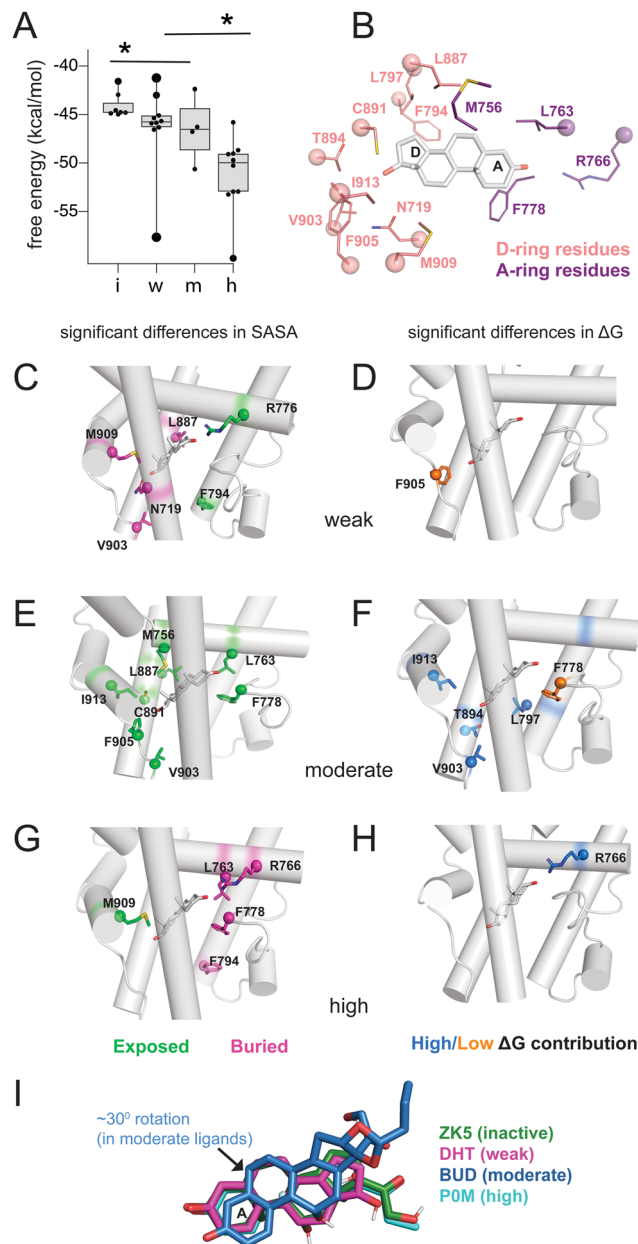 A
*
*
free energy (kcal/mol)
-40
-45
-50
-55
i w m h
B
L887
L797
F794
M756
C891
L763
T894
R766
D
A
I913
N719
F778
V903
F905
M909
D-ring residues
A-ring residues
significant differences in SASA
significant differences in ΔG
C
L887
R776
M909
N719
F794
V903
D
F905
weak
E
M756
L763
L887
I913
C891
F778
F905
V903
F
I913
F778
T894
L797
V903
moderate
G
L763
R766
M909
F778
F794
H
R766
high
Exposed
Buried
High/Low ΔG contribution
I
~30⁰ rotation
(in moderate ligands)
A
ZK5 (inactive)
DHT (weak)
BUD (moderate)
P0M (high)